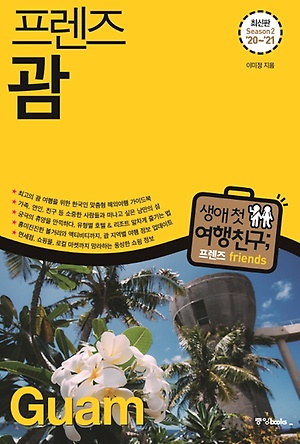 프렌즈
괌
최신판
Season2
'20~'21
이미정 지음
★ 최고의 괌 여행을 위한 한국인 맞춤형 해외여행 가이드북
★ 가족, 연인, 친구 등 소중한 사람들과 떠나고 싶은 낭만의 섬
★ 궁극의 휴양을 만끽하다, 유형별 호텔 & 리조트 알차게 즐기는 법
★ 흥미진진한 볼거리와 액티비티까지, 괌 지역별 여행 정보 업데이트
★ 면세점, 쇼핑몰, 로컬 마켓까지 망라하는 풍성한 쇼핑 정보
생애 첫
여행친구,
프렌즈 friends
Guam
중앙books